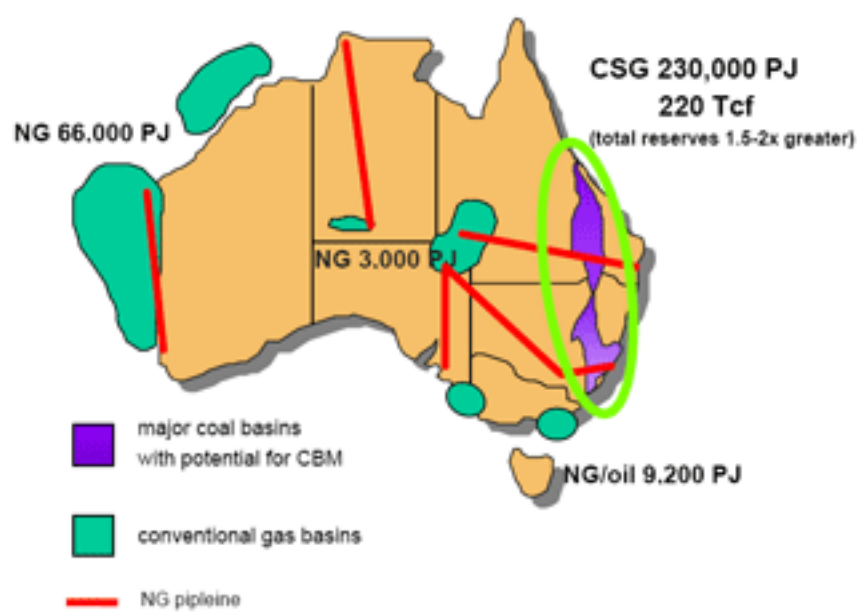 CSG 230,000 PJ
220 Tcf
(total reserves 1.5-2x greater)
NG 66.000 PJ
NG 3.000 PJ
NG/oil 9.200 PJ
major coal basins
with potential for CBM
conventional gas basins
NG pipleine